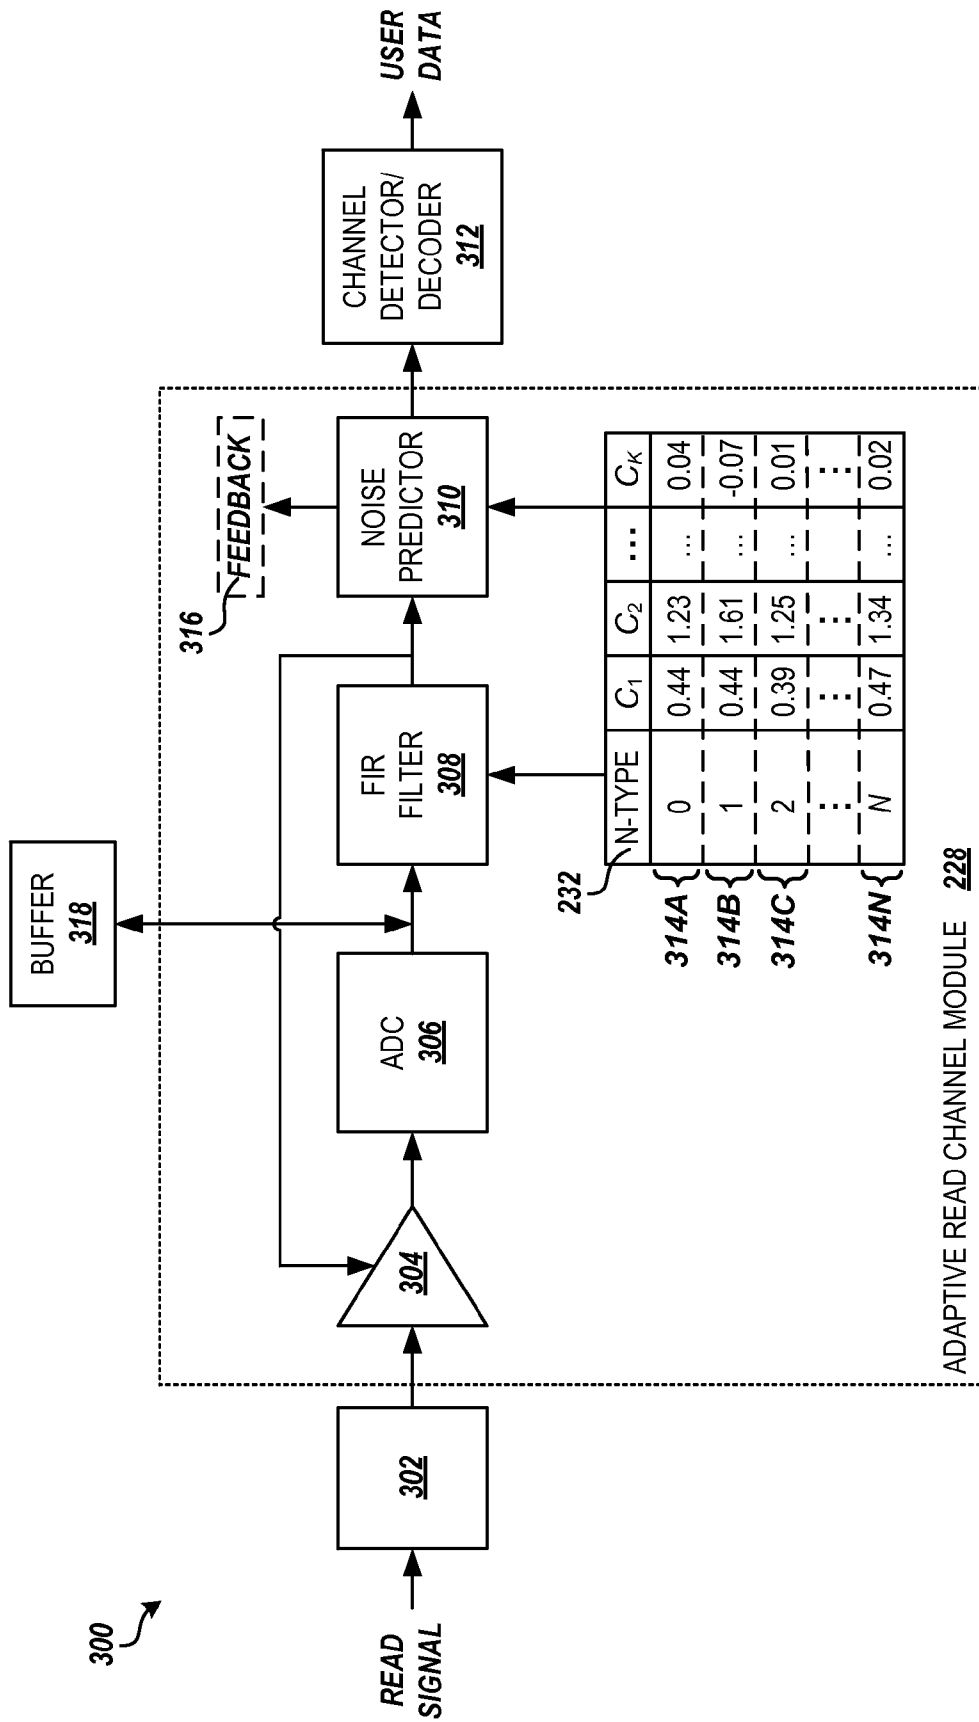 300
READ
SIGNAL
302
304
ADC
306
BUFFER
318
FIR
FILTER
308
NOISE
PREDICTOR
310
316
FEEDBACK
CHANNEL
DETECTOR/
DECODER
312
USER
DATA
232
N-TYPE C1 C2 ... CK
314A 0 0.44 1.23 ... 0.04
314B 1 0.44 1.61 ... -0.07
314C 2 0.39 1.25 ... 0.01
... ... ... ...
314N N 0.47 1.34 ... 0.02
ADAPTIVE READ CHANNEL MODULE 228